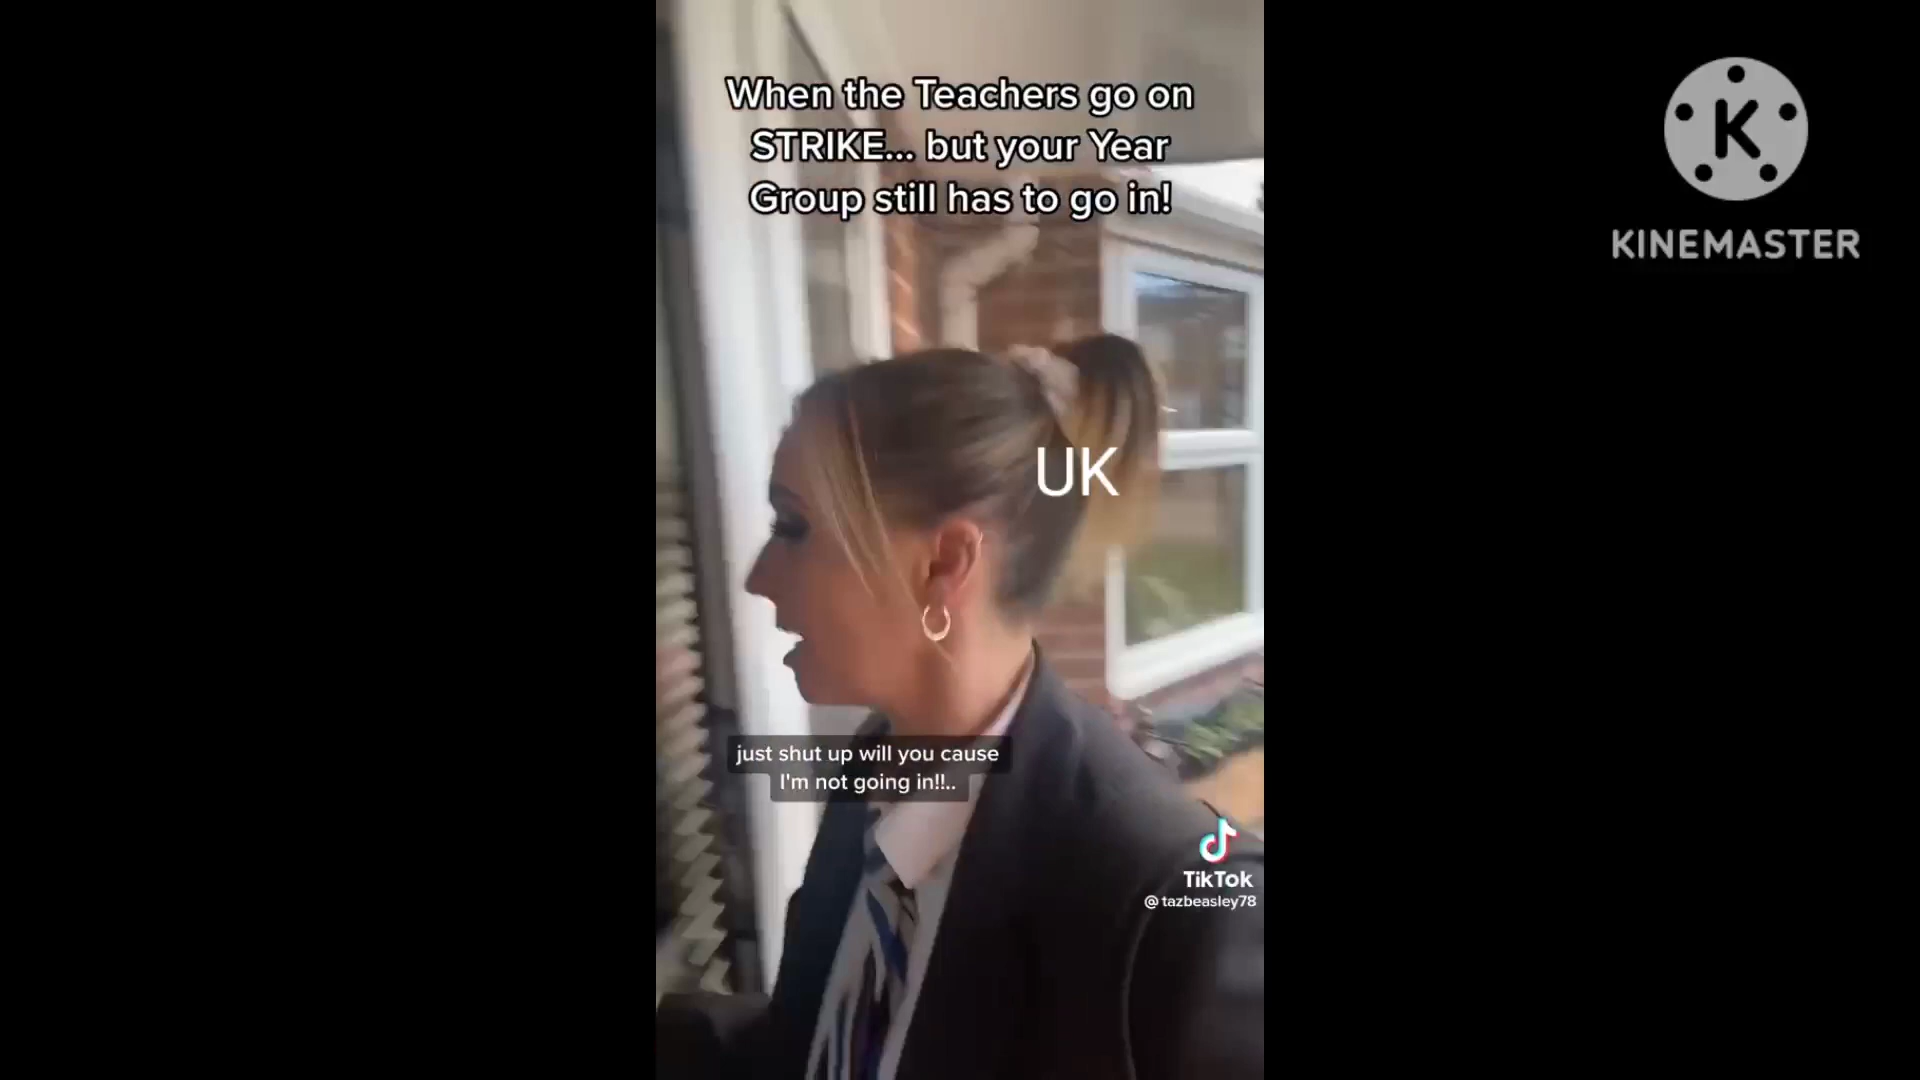 When the Teachers go on
STRIKE... but your Year
Group still has to go in!
K
KINEMASTER
UK
just shut up will you cause
I'm not going in!!..
TikTok
@tazbeasley78